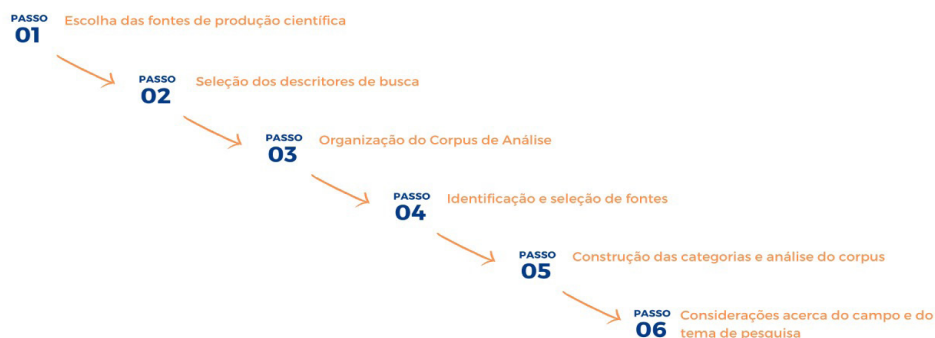 PASSO
01
Escolha das fontes de produção científica
PASSO
02
Seleção dos descritores de busca
PASSO
03
Organização do Corpus de Análise
PASSO
04
Identificação e seleção de fontes
PASSO
05
Construção das categorias e análise do corpus
PASSO
06
Considerações acerca do campo e do
tema de pesquisa